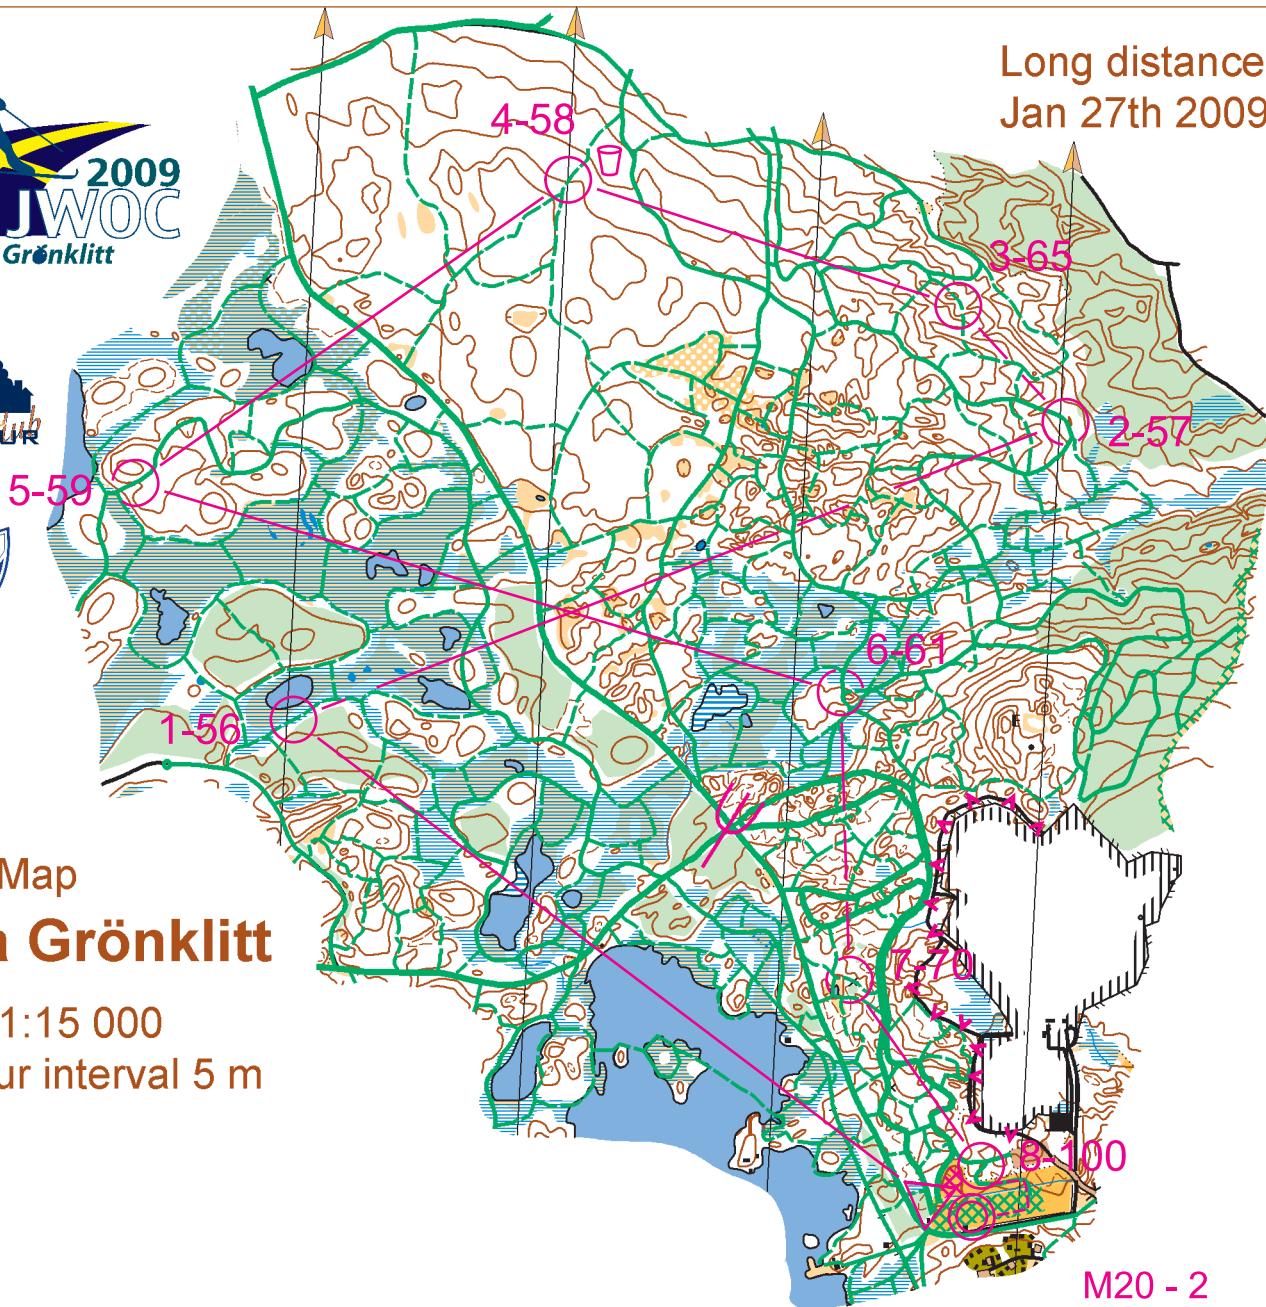 Long distance
Jan 27th 2009
2009
JWOC
Grönklitt
4-58
3-65
2-57
5-59
6-61
1-56
E
Map
a Grönklitt
1:15 000
ur interval 5 m
7-70
8-100
M20 - 2